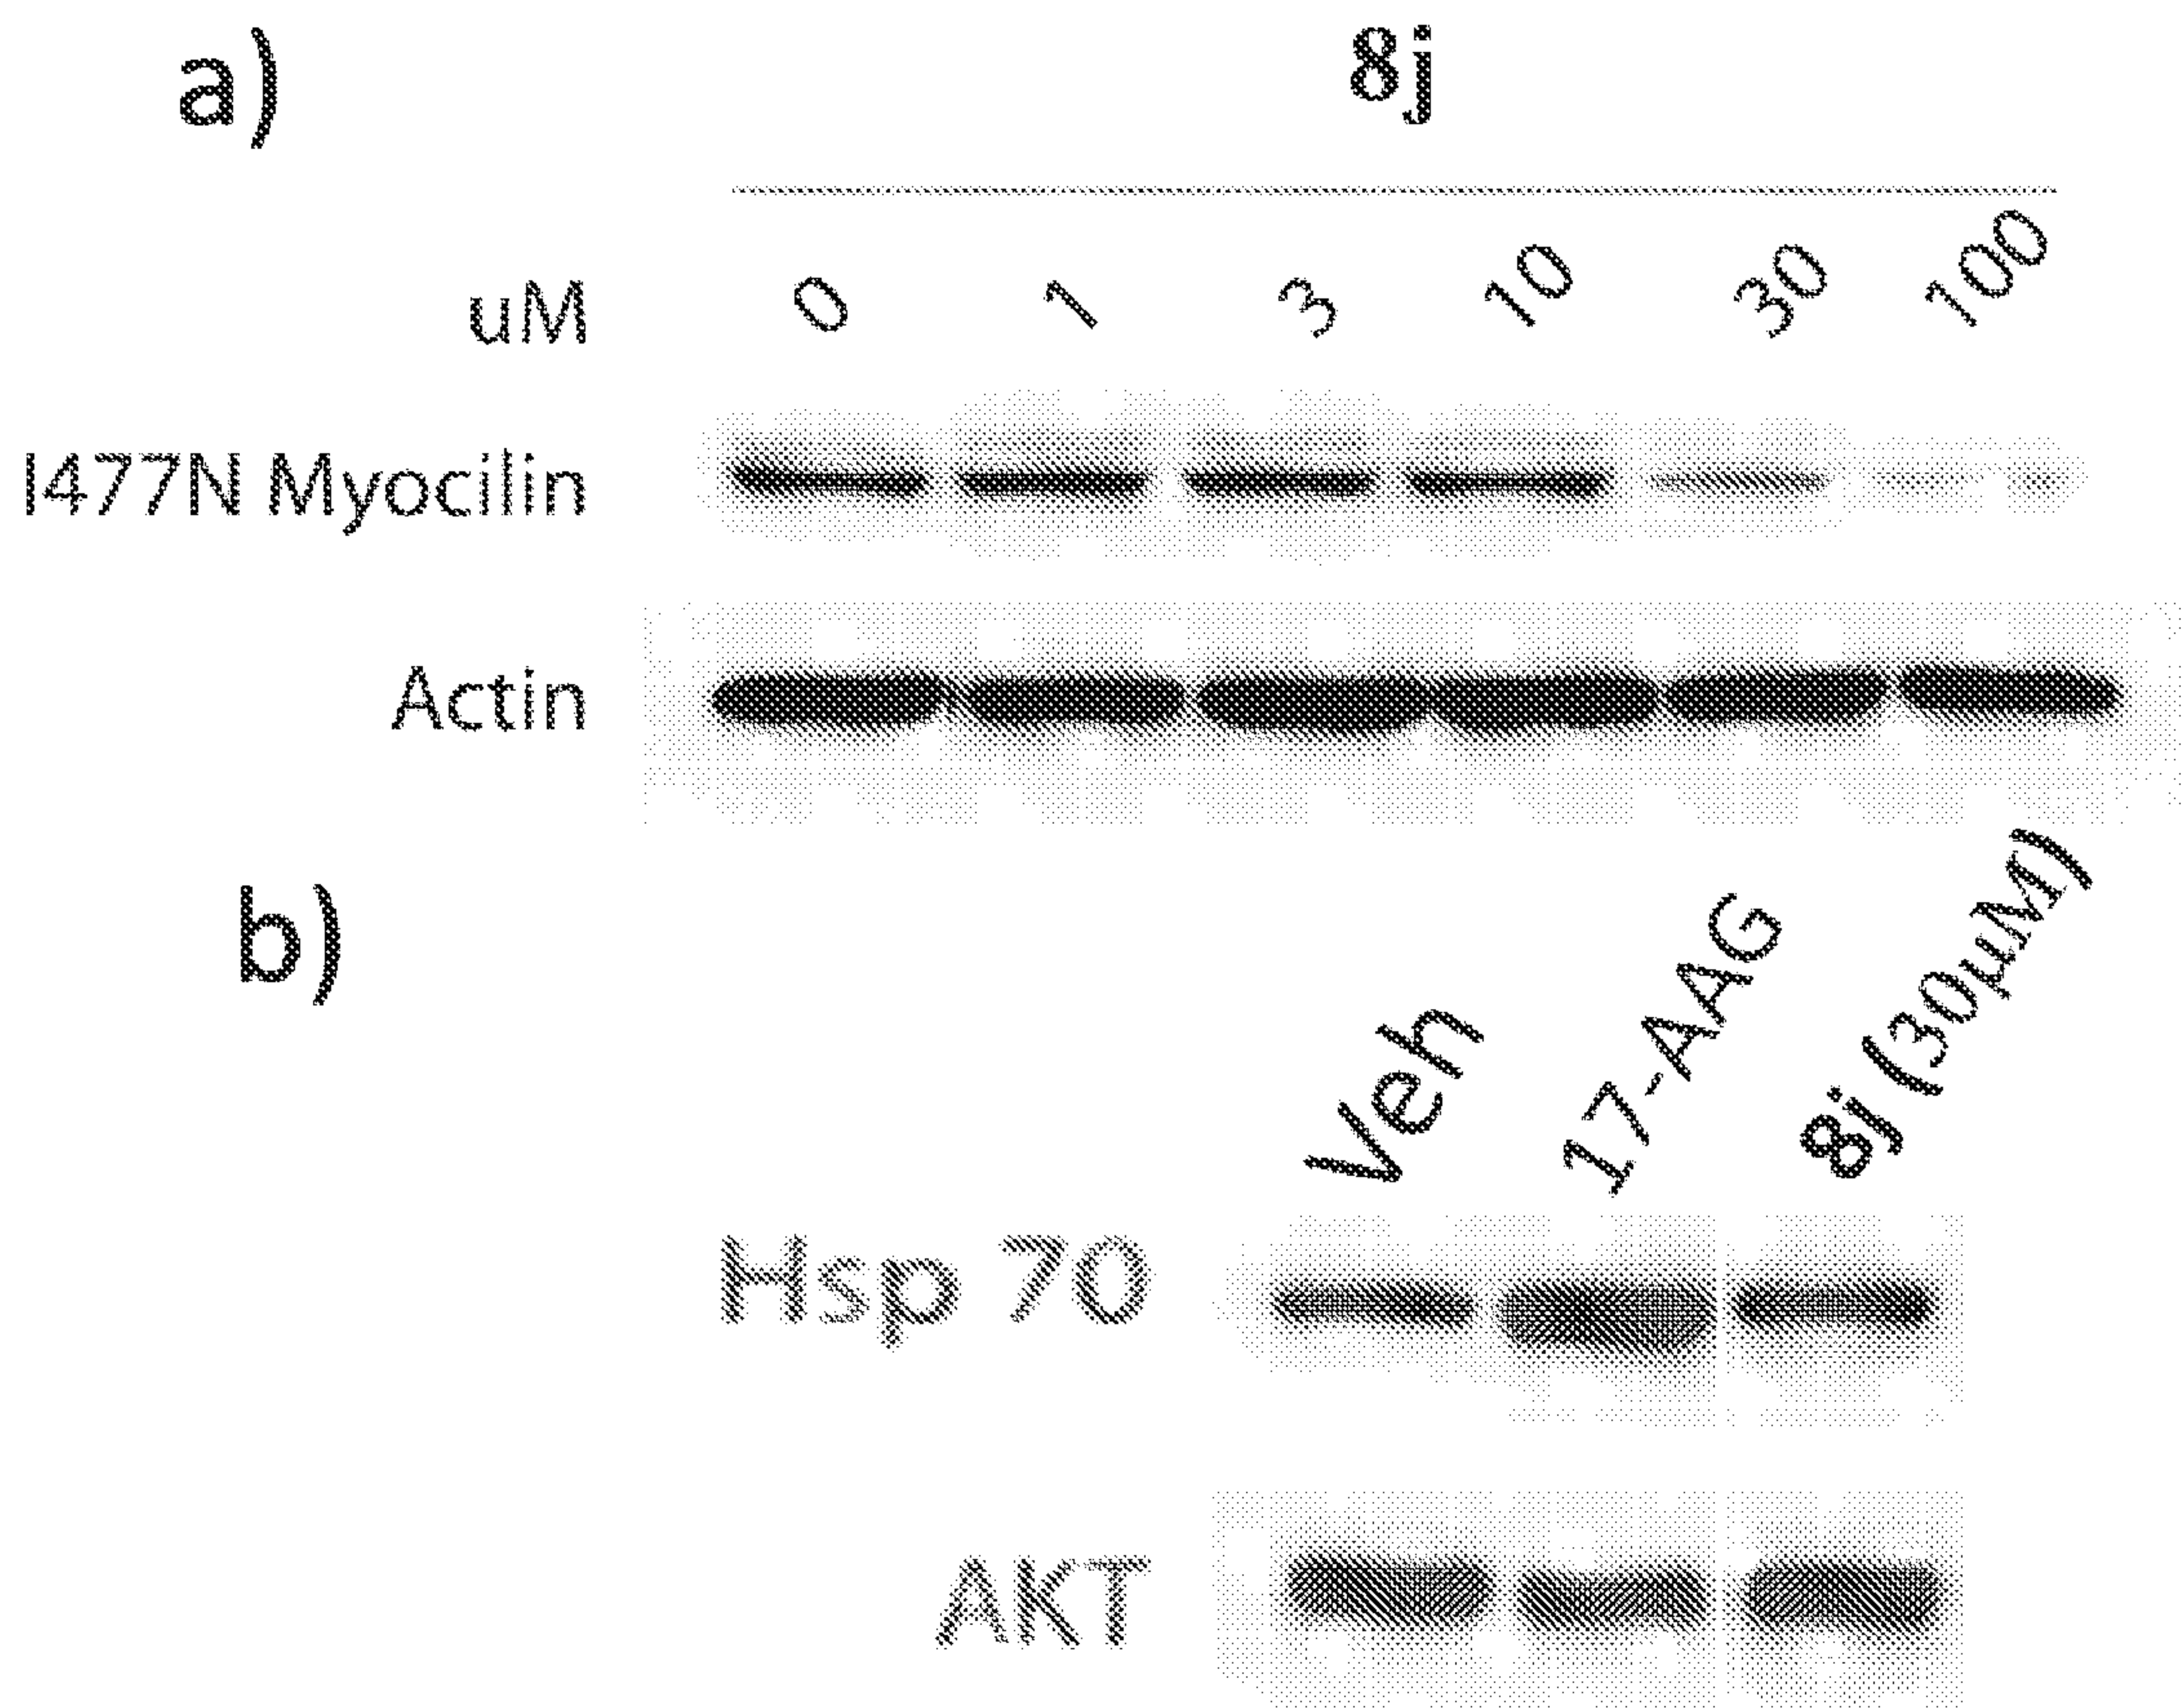 a)
8j
uM 0 1 3 10 30 100
I477N Myocilin
Actin
b)
Veh 17-AAG 8j (30µM)
Hsp 70
AKT